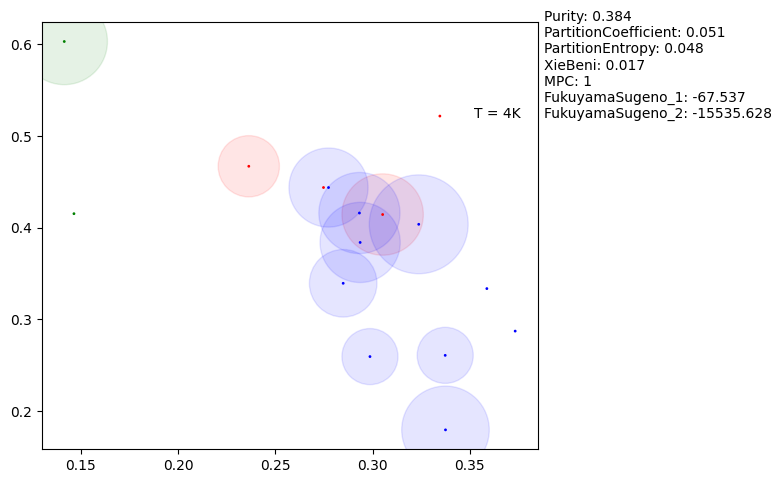 Purity: 0.384
PartitionCoefficient: 0.051
PartitionEntropy: 0.048
XieBeni: 0.017
MPC: 1
FukuyamaSugeno_1: -67.537
FukuyamaSugeno_2: -15535.628
T = 4K
0.6
0.5
0.4
0.3
0.2
0.15 0.20 0.25 0.30 0.35